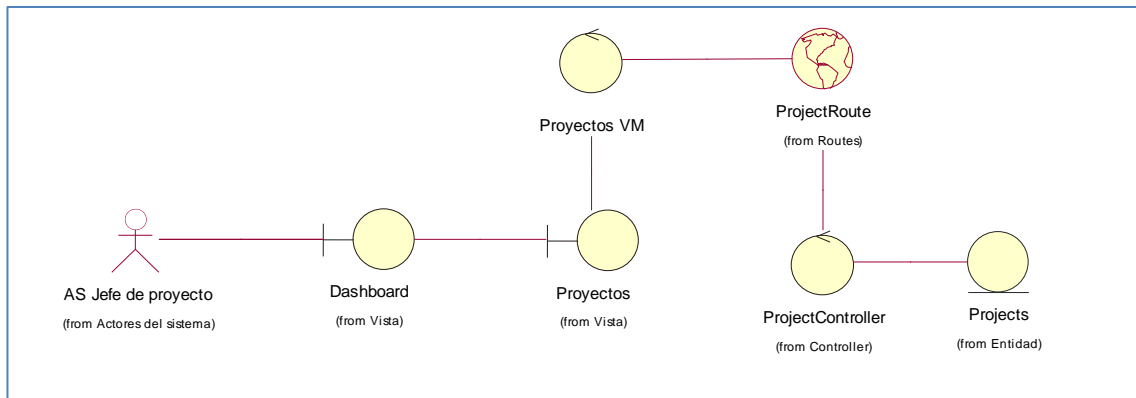 Proyectos VM
ProjectRoute
(from Routes)
AS Jefe de proyecto
(from Actores del sistema)
Dashboard
(from Vista)
Proyectos
(from Vista)
ProjectController
(from Controller)
Projects
(from Entidad)